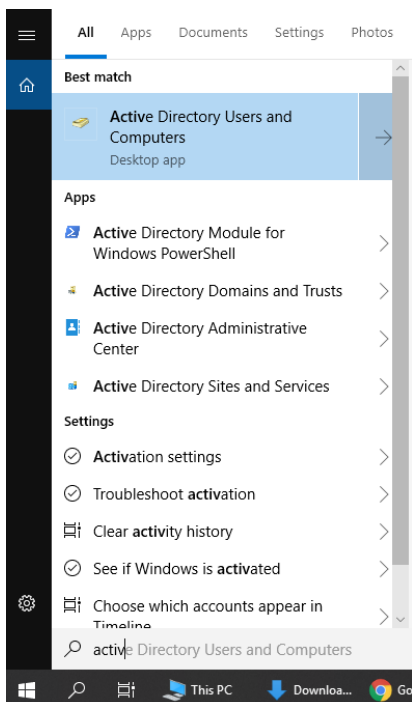 All Apps Documents Settings Photos
Best match
Active Directory Users and
Computers
Desktop app
Apps
Active Directory Module for
Windows PowerShell
Active Directory Domains and Trusts
Active Directory Administrative
Center
Active Directory Sites and Services
Settings
Activation settings
Troubleshoot activation
Clear activity history
See if Windows is activated
Choose which accounts appear in
Timeline
active Directory Users and Computers
This PC Downloa... Go